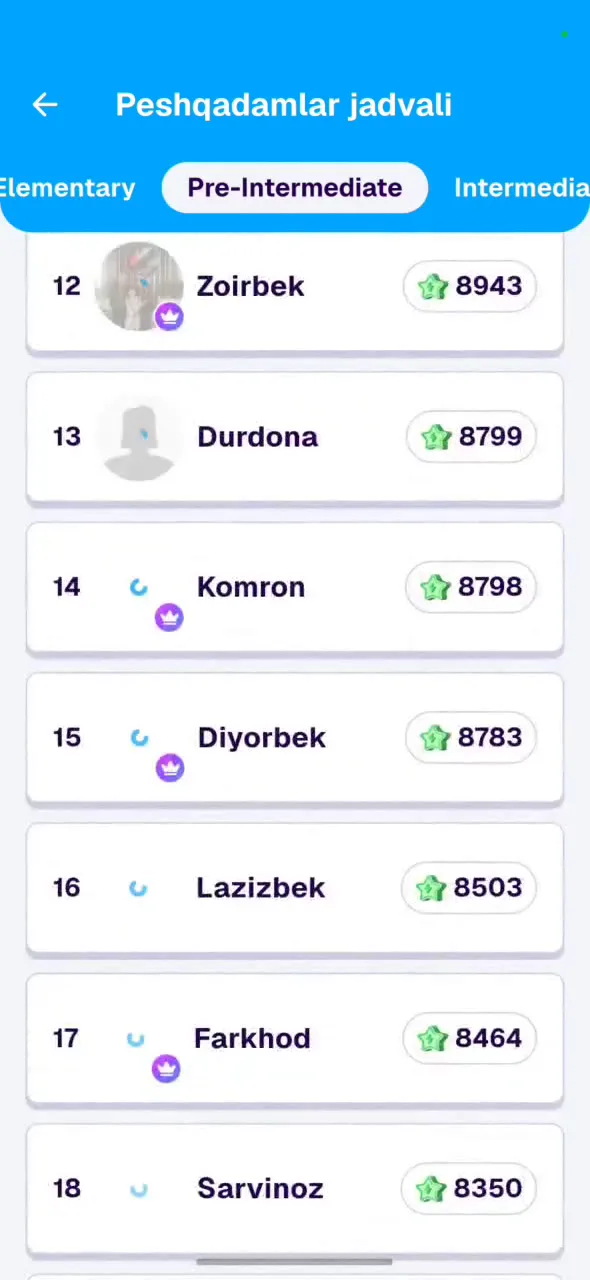 Peshqadamlar jadvali
Elementary Pre-Intermediate Intermedia
12 Zoirbek 8943
13 Durdona 8799
14 Komron 8798
15 Diyorbek 8783
16 Lazizbek 8503
17 Farkhod 8464
18 Sarvinoz 8350